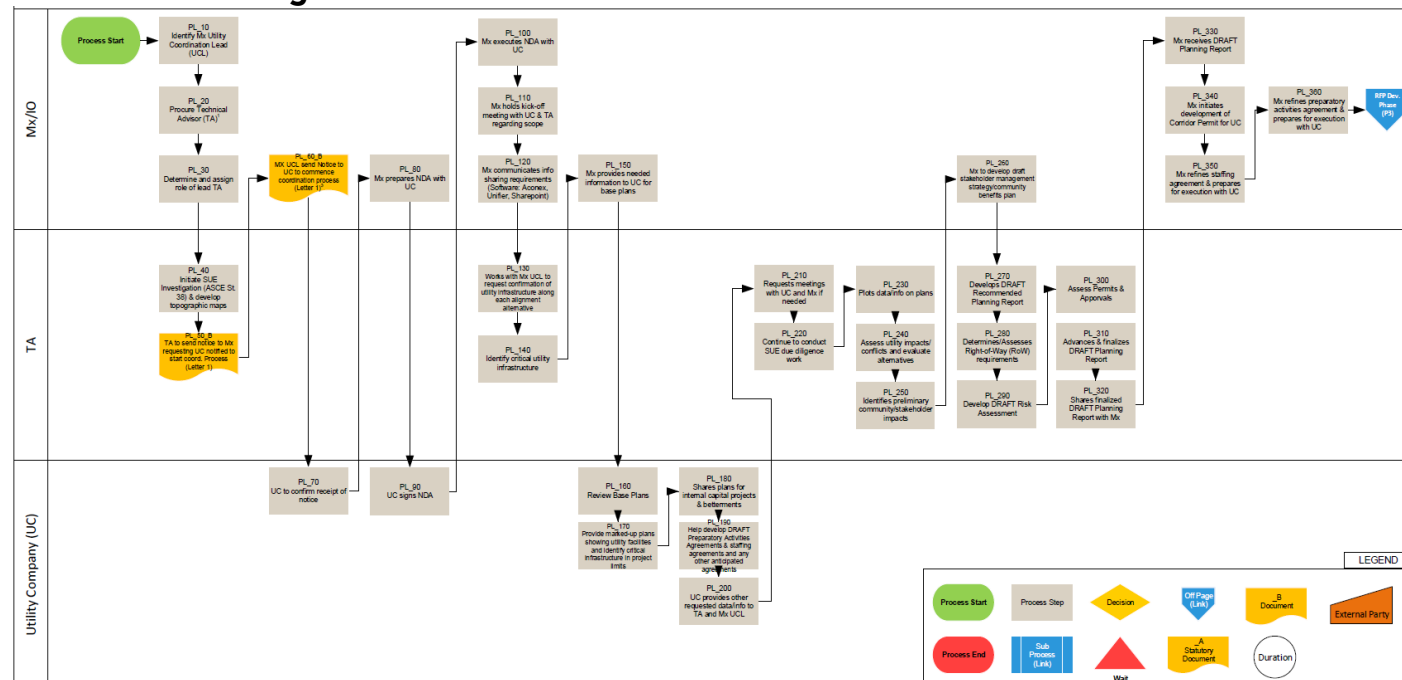 Mx/IO
Process Start
PL_10
Identify Mx Utility
Coordination Lead
(UCL)
PL_20
Procure Technical
Advisor (TA)¹
PL_30
Determine and assign
role of lead TA
PL_60_B
MX UCL send Notice to
UC to commence
coordination process
(Letter 1)²
PL_80
Mx prepares NDA with
UC
PL_100
Mx executes NDA with
UC
PL_110
Mx holds kick-off
meeting with UC & TA
regarding scope
PL_120
Mx communicates info
sharing requirements
(Software: Aconex,
Unifier, Sharepoint)
PL_150
Mx provides needed
information to UC for
base plans
PL_260
Mx to develop draft
stakeholder management
strategy/community
benefits plan
PL_330
Mx receives DRAFT
Planning Report
PL_340
Mx initiates
development of
Corridor Permit for UC
PL_350
Mx refines staffing
agreement & prepares
for execution with UC
PL_360
Mx refines preparatory
activities agreement &
prepares for execution
with UC
RFP Dev.
Phase
(P3)
TA
PL_40
Initiate SUE
Investigation (ASCE St.
38) & develop
topographic maps
PL_50_B
TA to send notice to Mx
requesting UC notified to
start coord. Process
(Letter 1)
PL_130
Works with Mx UCL to
request confirmation of
utility infrastructure along
each alignment
alternative
PL_140
Identify critical utility
infrastructure
PL_210
Requests meetings
with UC and Mx if
needed
PL_220
Continue to conduct
SUE due diligence
work
PL_230
Plots data/info on plans
PL_240
Assess utility impacts/
conflicts and evaluate
alternatives
PL_250
Identifies preliminary
community/stakeholder
impacts
PL_270
Develops DRAFT
Recommended
Planning Report
PL_280
Determines/Assesses
Right-of-Way (RoW)
requirements
PL_290
Develop DRAFT Risk
Assessment
PL_300
Assess Permits &
Apporvals
PL_310
Advances & finalizes
DRAFT Planning
Report
PL_320
Shares finalized
DRAFT Planning
Report with Mx
Utility Company (UC)
PL_70
UC to confirm receipt of
notice
PL_90
UC signs NDA
PL_160
Review Base Plans
PL_170
Provide marked-up plans
showing utility facilities
and identify critical
infrastructure in project
limits
PL_180
Shares plans for
internal capital projects
& betterments
PL_190
Help develop DRAFT
Preparatory Activities
Agreements & staffing
agreements and any
other anticipated
agreements
PL_200
UC provides other
requested data/info to
TA and Mx UCL
LEGEND
Process Start
Process Step
Decision
Off Page
(Link)
_B
Document
External Party
Process End
Sub
Process
(Link)
Wait
_A
Statutory
Document
Duration